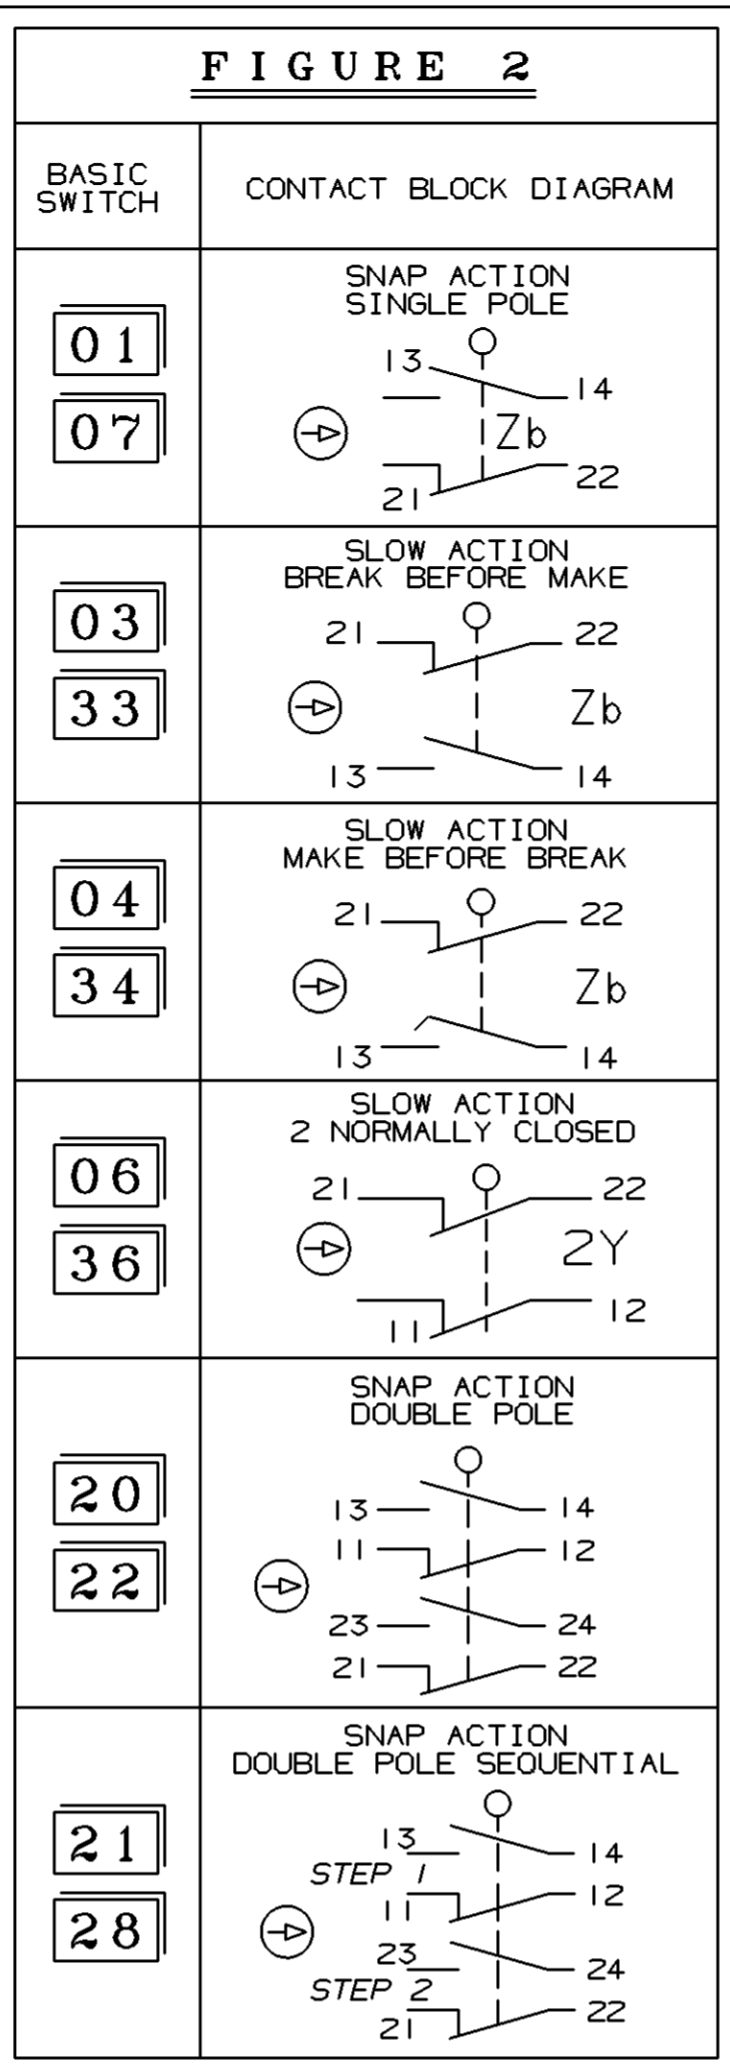 FIGURE 2
BASIC SWITCH
CONTACT BLOCK DIAGRAM
01
07
SNAP ACTION
SINGLE POLE
13
14
Zb
21
22
03
33
SLOW ACTION
BREAK BEFORE MAKE
21
22
Zb
13
14
04
34
SLOW ACTION
MAKE BEFORE BREAK
21
22
Zb
13
14
06
36
SLOW ACTION
2 NORMALLY CLOSED
21
22
2Y
11
12
20
22
SNAP ACTION
DOUBLE POLE
13
14
11
12
23
24
21
22
21
28
SNAP ACTION
DOUBLE POLE SEQUENTIAL
13
14
STEP 1
11
12
23
24
STEP 2
21
22